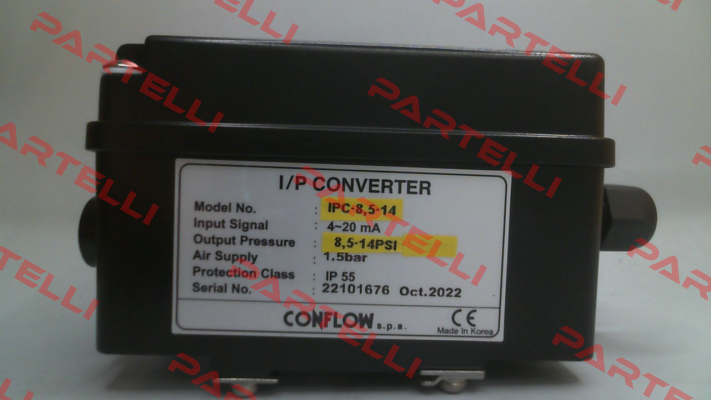 PARTELLI
PARTELLI
PARTELLI
PARTELLI
PARTELLI
PARTELLI
I/P CONVERTER
Model No. : IPC-8,5-14
Input Signal : 4~20 mA
Output Pressure : 8,5-14PSI
Air Supply : 1.5bar
Protection Class : IP 55
Serial No. : 22101676 Oct.2022
CONFLOW s.p.a.
CE
Made In Korea